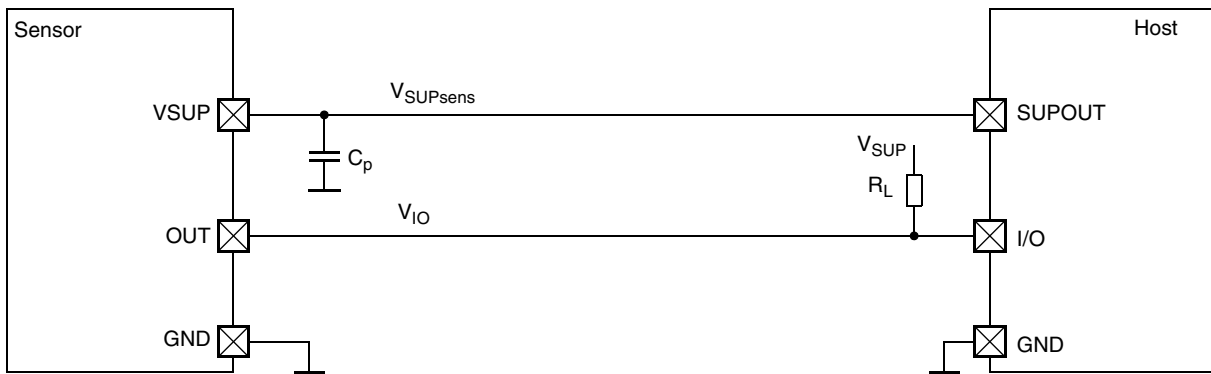 Sensor
Host
VSUP
V_SUPsens
SUPOUT
C_p
V_SUP
R_L
V_IO
OUT
I/O
GND
GND